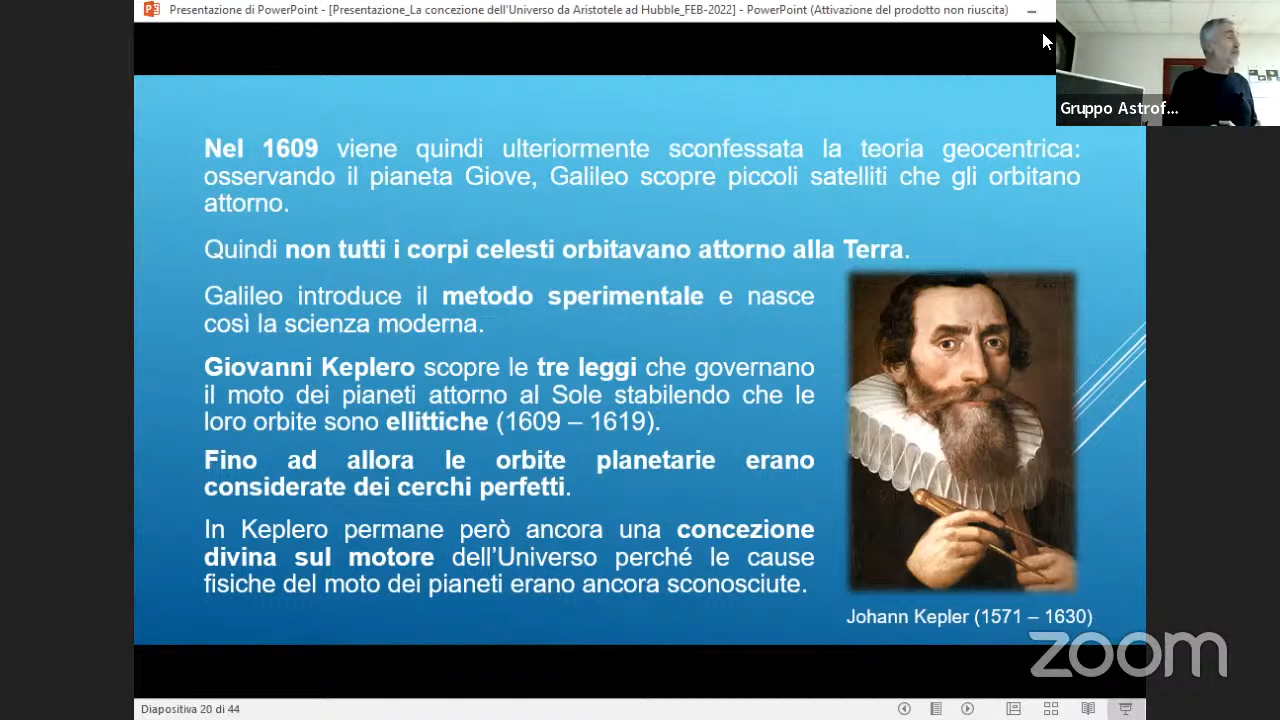 Presentazione di PowerPoint - [Presentazione_La concezione dell'Universo da Aristotele ad Hubble_FEB-2022] - PowerPoint (Attivazione del prodotto non riuscita)
Gruppo Astrof...
Nel 1609 viene quindi ulteriormente sconfessata la teoria geocentrica:
osservando il pianeta Giove, Galileo scopre piccoli satelliti che gli orbitano
attorno.
Quindi non tutti i corpi celesti orbitavano attorno alla Terra.
Galileo introduce il metodo sperimentale e nasce
così la scienza moderna.
Giovanni Keplero scopre le tre leggi che governano
il moto dei pianeti attorno al Sole stabilendo che le
loro orbite sono ellittiche (1609 – 1619).
Fino ad allora le orbite planetarie erano
considerate dei cerchi perfetti.
In Keplero permane però ancora una concezione
divina sul motore dell'Universo perché le cause
fisiche del moto dei pianeti erano ancora sconosciute.
Johann Kepler (1571 – 1630)
zoom
Diapositiva 20 di 44